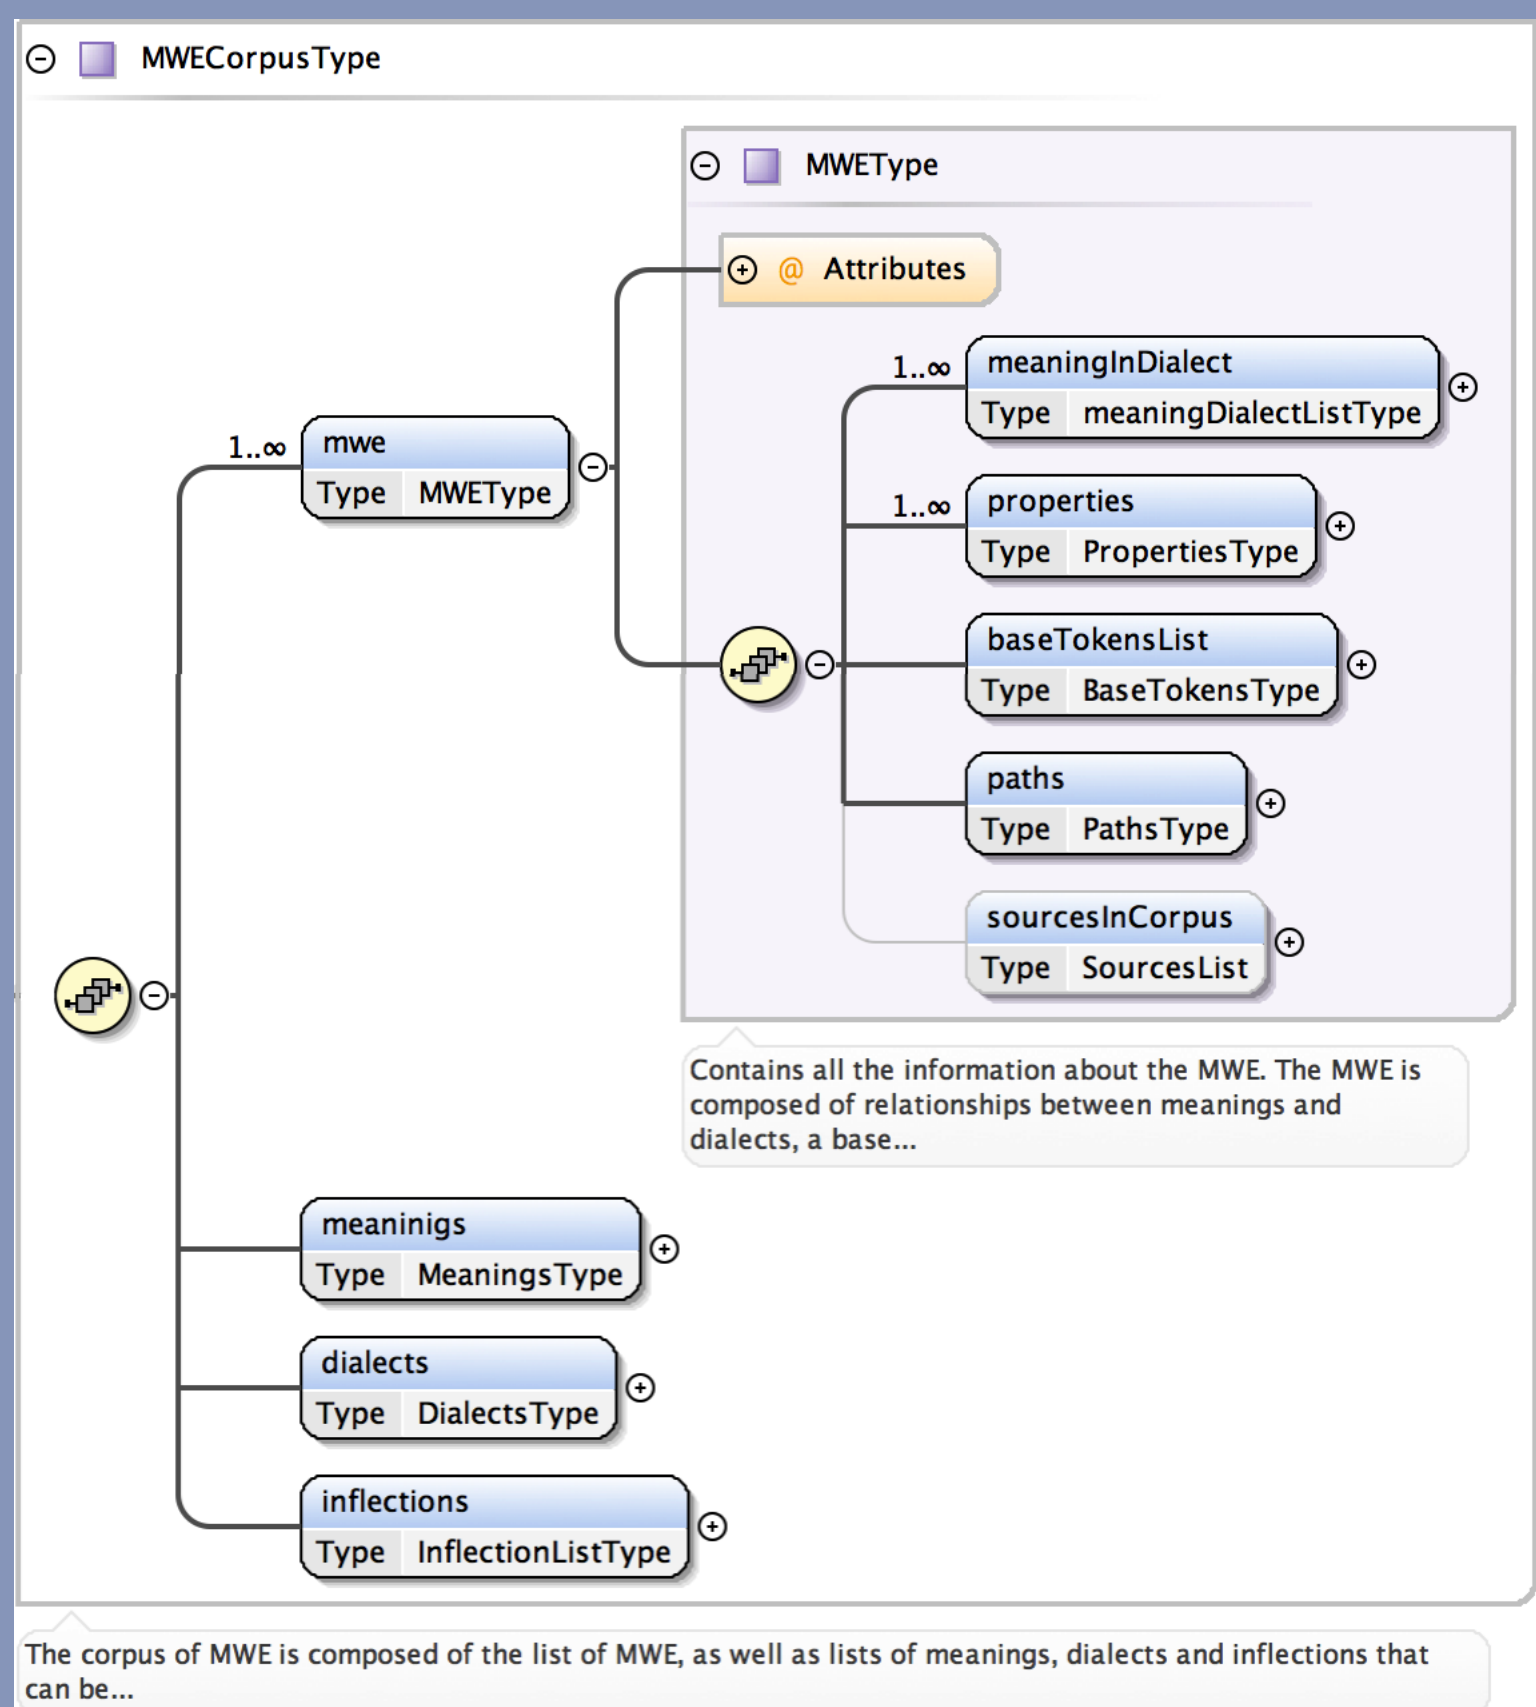 MWECorpusType
MWEType
@ Attributes
1..∞
meaningInDialect
Type meaningDialectListType
1..∞
mwe
Type MWEType
1..∞
properties
Type PropertiesType
baseTokensList
Type BaseTokensType
paths
Type PathsType
sourcesInCorpus
Type SourcesList
Contains all the information about the MWE. The MWE is
composed of relationships between meanings and
dialects, a base...
meaninigs
Type MeaningsType
dialects
Type DialectsType
inflections
Type InflectionListType
The corpus of MWE is composed of the list of MWE, as well as lists of meanings, dialects and inflections that
can be...